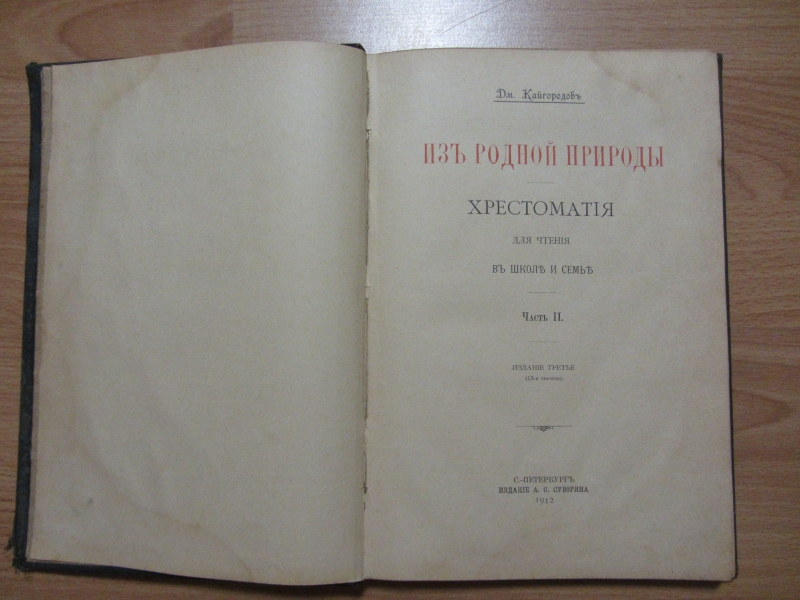 Дм. Кайгородовъ
ИЗЪ РОДНОЙ ПРИРОДЫ
ХРЕСТОМАТІЯ
ДЛЯ ЧТЕНІЯ
ВЪ ШКОЛѢ И СЕМЬѢ
Часть II.
ИЗДАНІЕ ТРЕТЬЕ
С.-ПЕТЕРБУРГЪ
ИЗДАНІЕ А. С. СУВОРИНА
1912